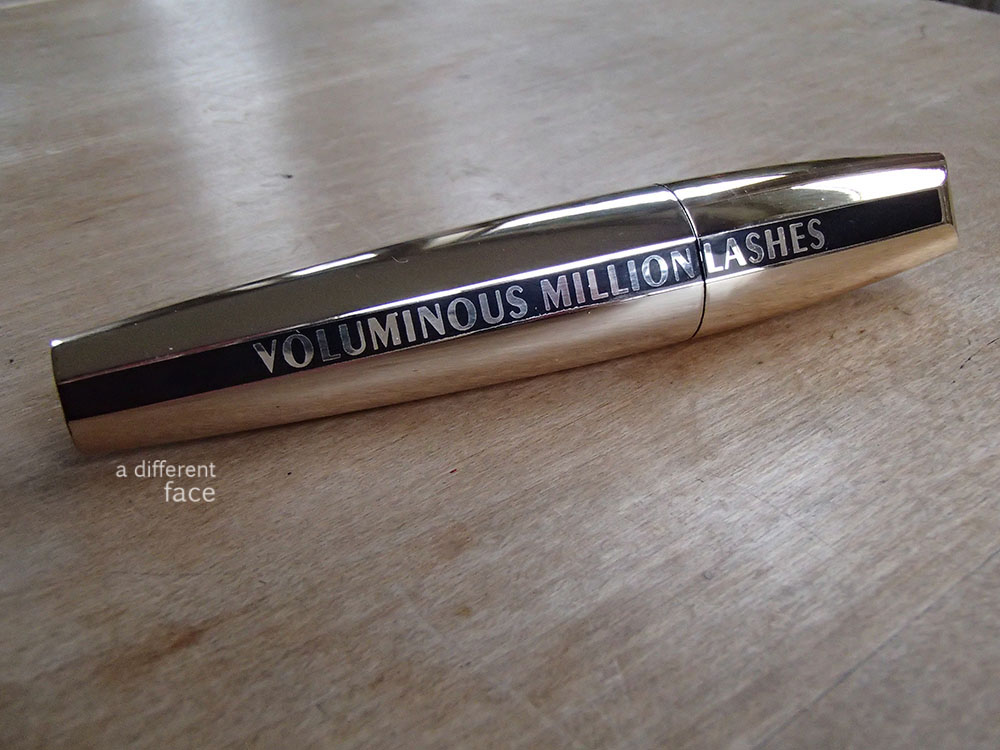 VOLUMINOUS MILLION LASHES
a different
face